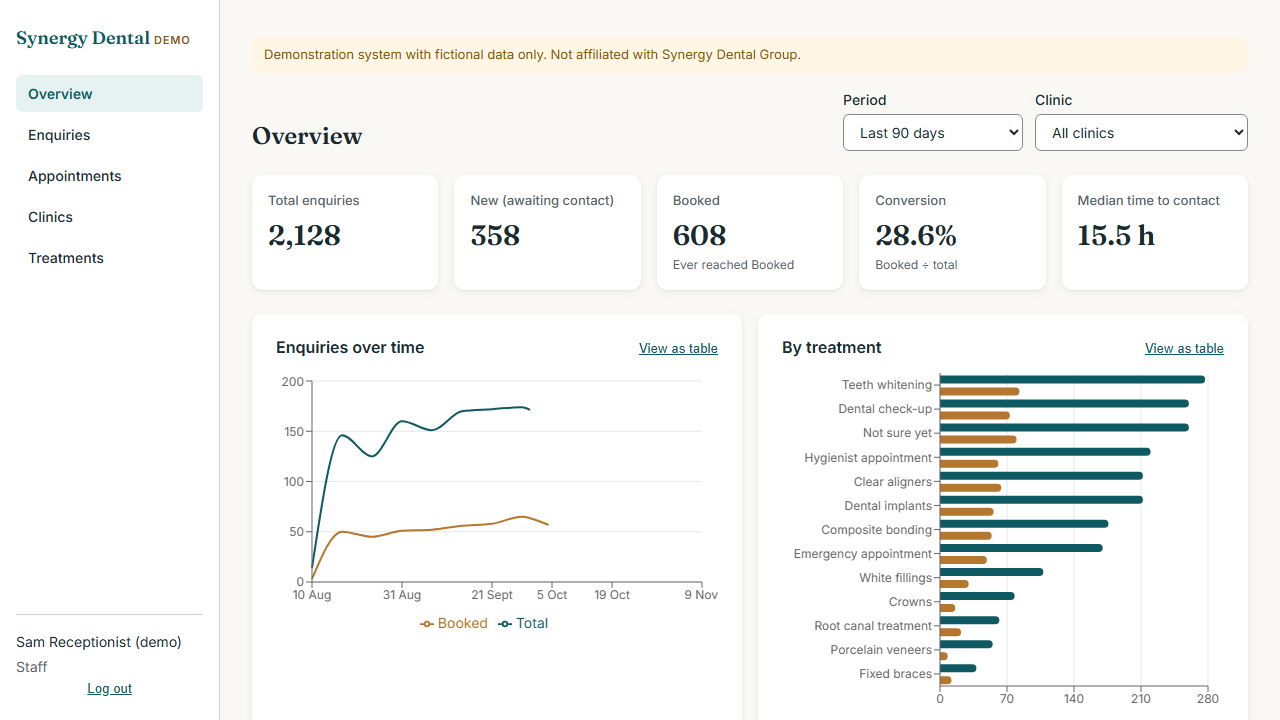 Synergy Dental DEMO
Overview
Enquiries
Appointments
Clinics
Treatments
Sam Receptionist (demo)
Staff
Log out
Demonstration system with fictional data only. Not affiliated with Synergy Dental Group.
Overview
Period
Last 90 days
Clinic
All clinics
Total enquiries
2,128
New (awaiting contact)
358
Booked
608
Ever reached Booked
Conversion
28.6%
Booked ÷ total
Median time to contact
15.5 h
Enquiries over time
View as table
200
150
100
50
0
10 Aug
31 Aug
21 Sept
5 Oct
19 Oct
9 Nov
Booked
Total
By treatment
View as table
Teeth whitening
Dental check-up
Not sure yet
Hygienist appointment
Clear aligners
Dental implants
Composite bonding
Emergency appointment
White fillings
Crowns
Root canal treatment
Porcelain veneers
Fixed braces
0
70
140
210
280